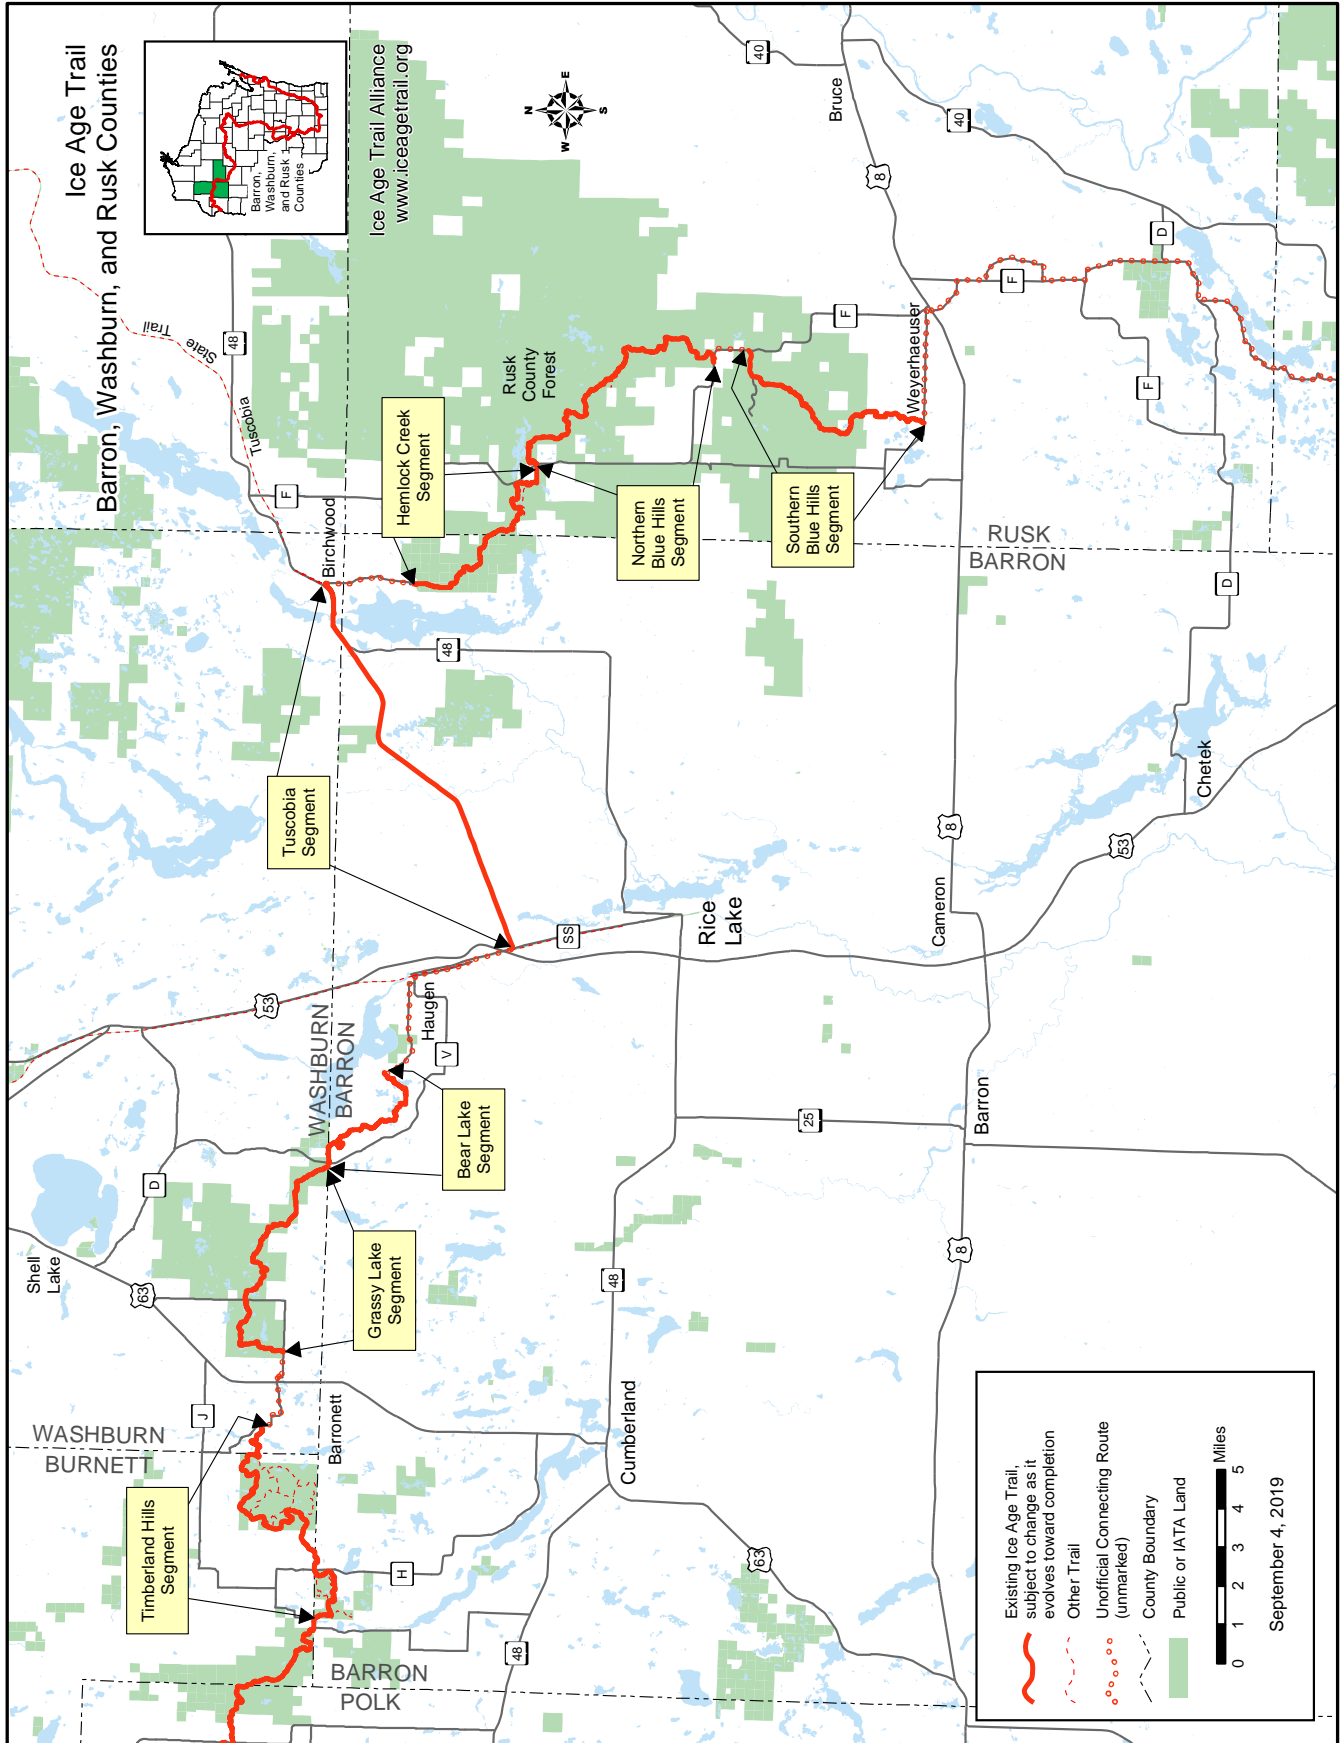 Ice Age Trail
Barron, Washburn, and Rusk Counties
Barron,
Washburn,
and Rusk
Counties
Ice Age Trail Alliance
www.iceagetrail.org
N
E
S
W
Shell
Lake
63
D
J
WASHBURN
BURNETT
Timberland Hills
Segment
Barronett
H
48
BARRON
POLK
Grassy Lake
Segment
Bear Lake
Segment
WASHBURN
BARRON
53
Haugen
V
SS
Tuscobia
Segment
Birchwood
F
48
Tuscobia
State
Trail
Hemlock Creek
Segment
Rusk
County
Forest
Northern
Blue Hills
Segment
Southern
Blue Hills
Segment
F
Weyerhaeuser
8
Bruce
40
40
F
D
F
D
RUSK
BARRON
48
Rice
Lake
Cameron
8
53
Chetek
25
Barron
8
48
Cumberland
63
Existing Ice Age Trail,
subject to change as it
evolves toward completion
Other Trail
Unofficial Connecting Route
(unmarked)
County Boundary
Public or IATA Land
Miles
0 1 2 3 4 5
September 4, 2019